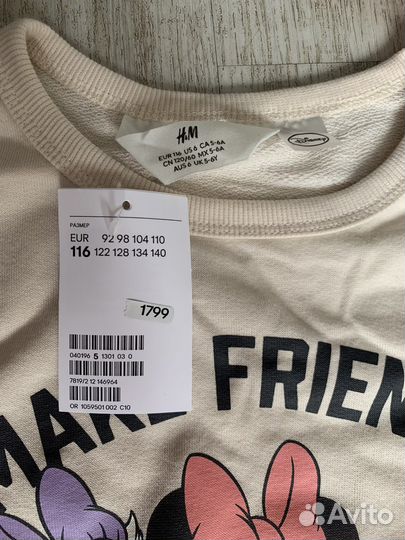 H&M
EUR 116 US 6 CA 5-6A
CN 120/60 MX 5-6A
AUS 6 UK 5-6Y
Disney
РАЗМЕР
EUR 92 98 104 110
116 122 128 134 140
1799
040196 5 1301 03 0
7819/2 12 146964
OR 1059501 002 C10
MAKE FRIEN
Avito